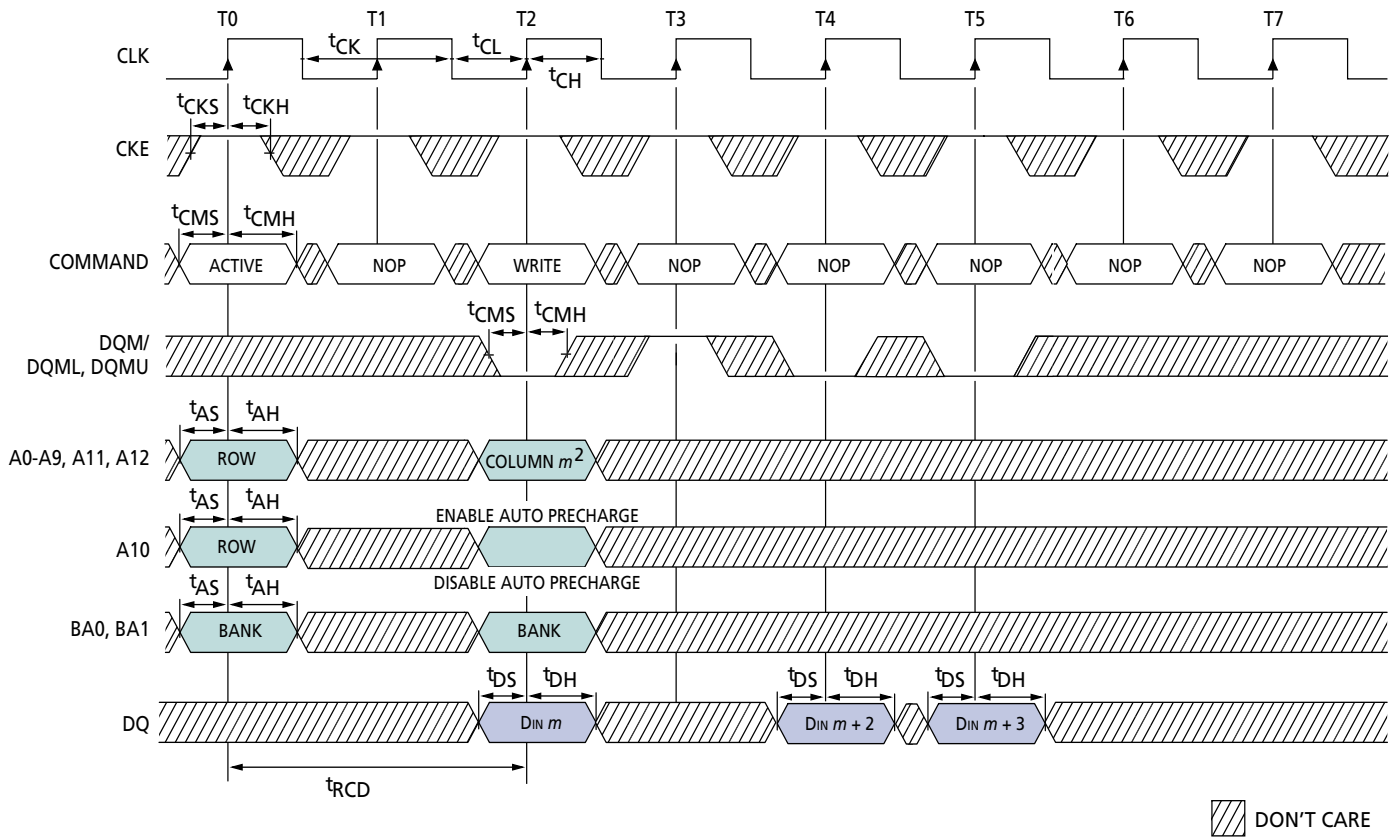 T0 T1 T2 T3 T4 T5 T6 T7
CLK
tCK tCL
tCH
tCKS tCKH
CKE
tCMS tCMH
COMMAND ACTIVE NOP WRITE NOP NOP NOP NOP NOP
tCMS tCMH
DQM/
DQML, DQMU
tAS tAH
A0-A9, A11, A12 ROW COLUMN m2
tAS tAH
ENABLE AUTO PRECHARGE
A10 ROW
DISABLE AUTO PRECHARGE
tAS tAH
BA0, BA1 BANK BANK
tDS tDH tDS tDH tDS tDH
DQ DIN m DIN m + 2 DIN m + 3
tRCD
DON'T CARE